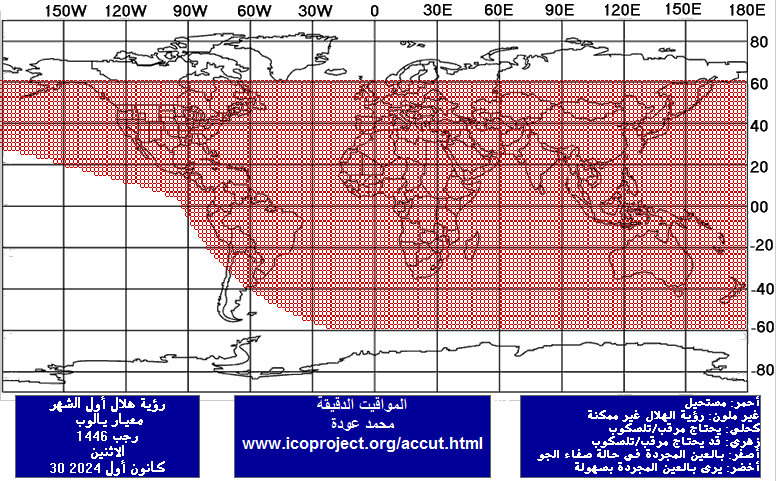 150W 120W 90W 60W 30W 0 30E 60E 90E 120E 150E 180E
80
60
40
20
00
-20
-40
-60
-80
رؤية هلال أول الشهر
معيار يالوب
رجب 1446
الاثنين
30 كانون أول 2024
المواقيت الدقيقة
محمد عودة
www.icoproject.org/accut.html
أحمر: مستحيل
غير ملون: رؤية الهلال غير ممكنة
كحلي: يحتاج مرقب/تلسكوب
زهري: قد يحتاج مرقب/تلسكوب
أصفر: بالعين المجردة في حالة صفاء الجو
أخضر: يرى بالعين المجردة بسهولة